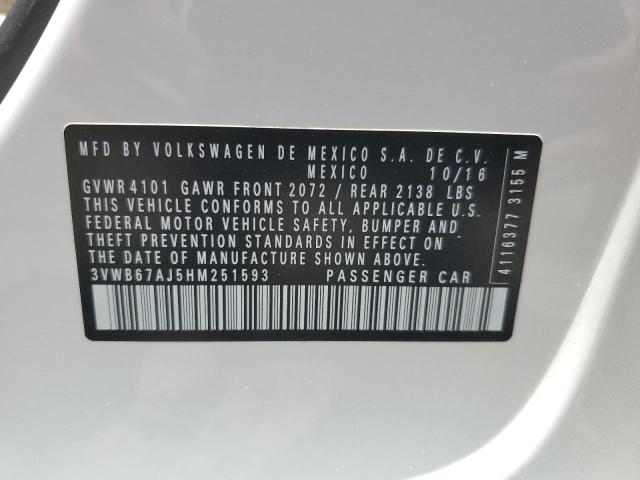 MFD BY VOLKSWAGEN DE MEXICO S.A. DE C.V.
MEXICO 10/16
GVWR 4101 GAWR FRONT 2072 / REAR 2138 LBS
THIS VEHICLE CONFORMS TO ALL APPLICABLE U.S.
FEDERAL MOTOR VEHICLE SAFETY, BUMPER AND
THEFT PREVENTION STANDARDS IN EFFECT ON
THE DATE OF MANUFACTURE SHOWN ABOVE.
3VWB67AJ5HM251593 PASSENGER CAR
4116377 3155 M